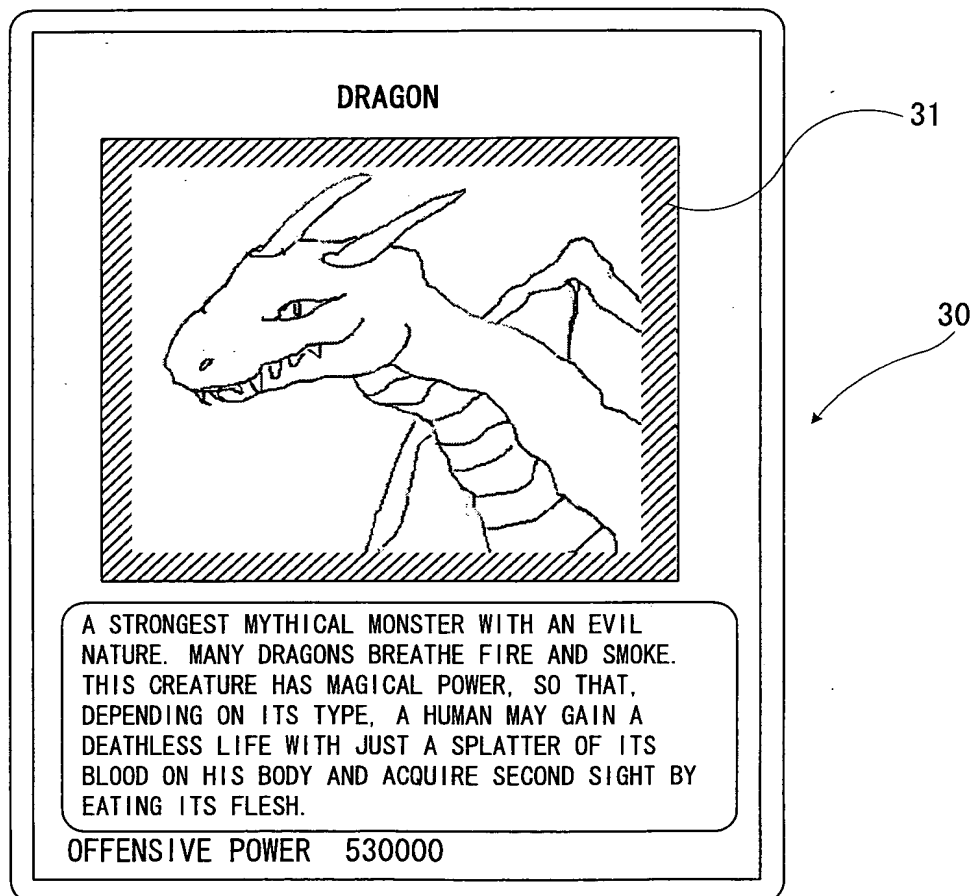 DRAGON
31
30
A STRONGEST MYTHICAL MONSTER WITH AN EVIL
NATURE. MANY DRAGONS BREATHE FIRE AND SMOKE.
THIS CREATURE HAS MAGICAL POWER, SO THAT,
DEPENDING ON ITS TYPE, A HUMAN MAY GAIN A
DEATHLESS LIFE WITH JUST A SPLATTER OF ITS
BLOOD ON HIS BODY AND ACQUIRE SECOND SIGHT BY
EATING ITS FLESH.
OFFENSIVE POWER 530000